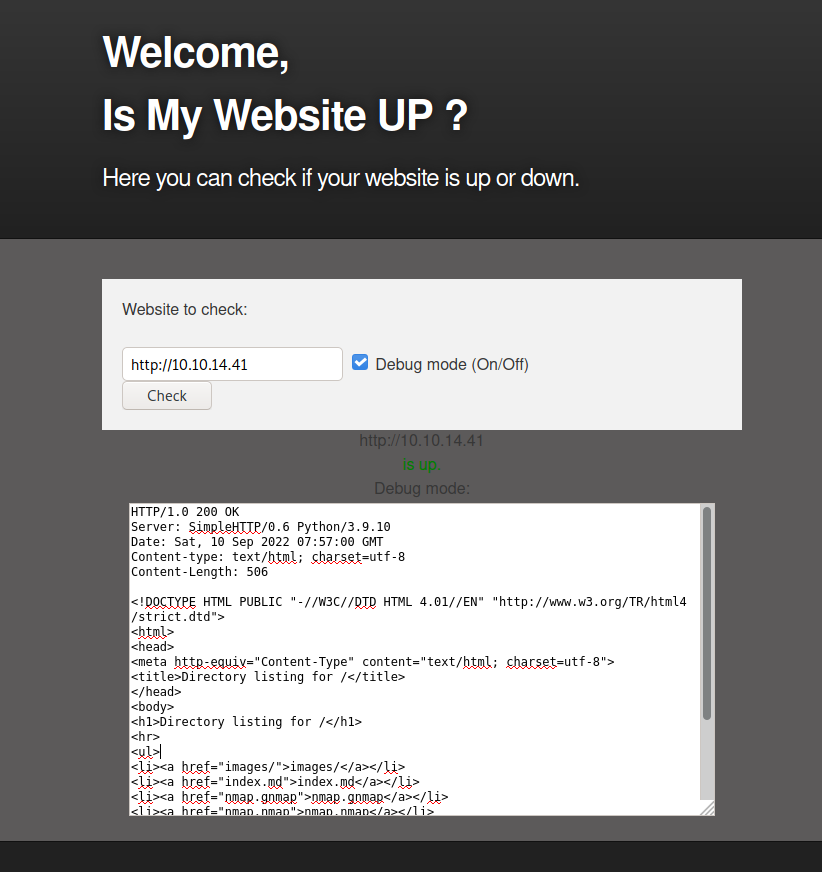 Welcome,
Is My Website UP ?
Here you can check if your website is up or down.
Website to check:
http://10.10.14.41
Debug mode (On/Off)
Check
http://10.10.14.41
is up.
Debug mode:
HTTP/1.0 200 OK
Server: SimpleHTTP/0.6 Python/3.9.10
Date: Sat, 10 Sep 2022 07:57:00 GMT
Content-type: text/html; charset=utf-8
Content-Length: 506
<!DOCTYPE HTML PUBLIC "-//W3C//DTD HTML 4.01//EN" "http://www.w3.org/TR/html4
/strict.dtd">
<html>
<head>
<meta http-equiv="Content-Type" content="text/html; charset=utf-8">
<title>Directory listing for /</title>
</head>
<body>
<h1>Directory listing for /</h1>
<hr>
<ul>
<li><a href="images/">images/</a></li>
<li><a href="index.md">index.md</a></li>
<li><a href="nmap.gnmap">nmap.gnmap</a></li>
<li><a href="nmap.nmap">nmap.nmap</a></li>